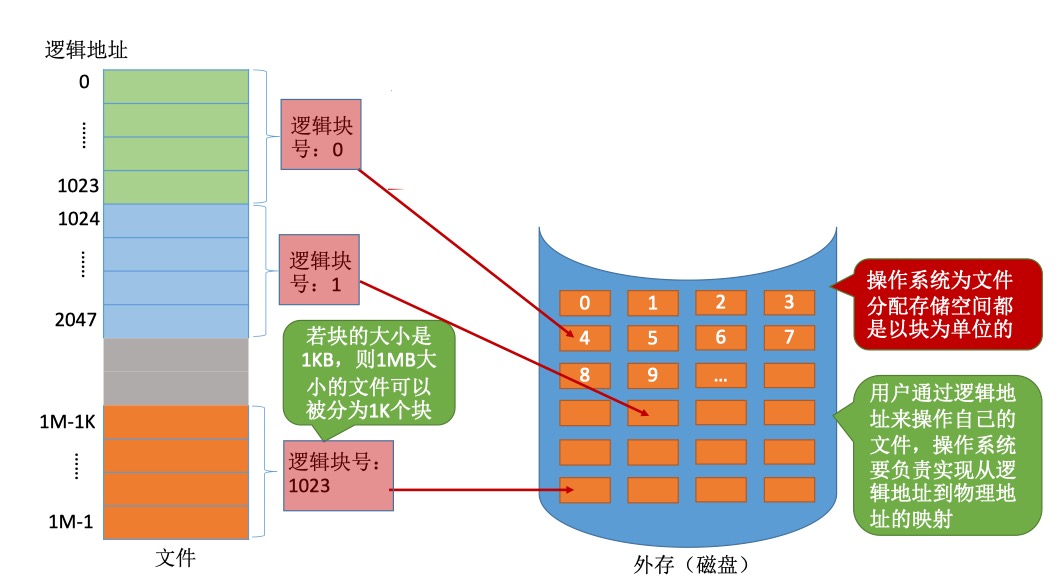 逻辑地址
0
……
1023
1024
……
2047
1M-1K
……
1M-1
文件
逻辑块
号：0
逻辑块
号：1
若块的大小是
1KB，则1MB大
小的文件可以
被分为1K个块
逻辑块号：
1023
0 1 2 3
4 5 6 7
8 9 ...
外存（磁盘）
操作系统为文件
分配存储空间都
是以块为单位的
用户通过逻辑地
址来操作自己的
文件，操作系统
要负责实现从逻
辑地址到物理地
址的映射